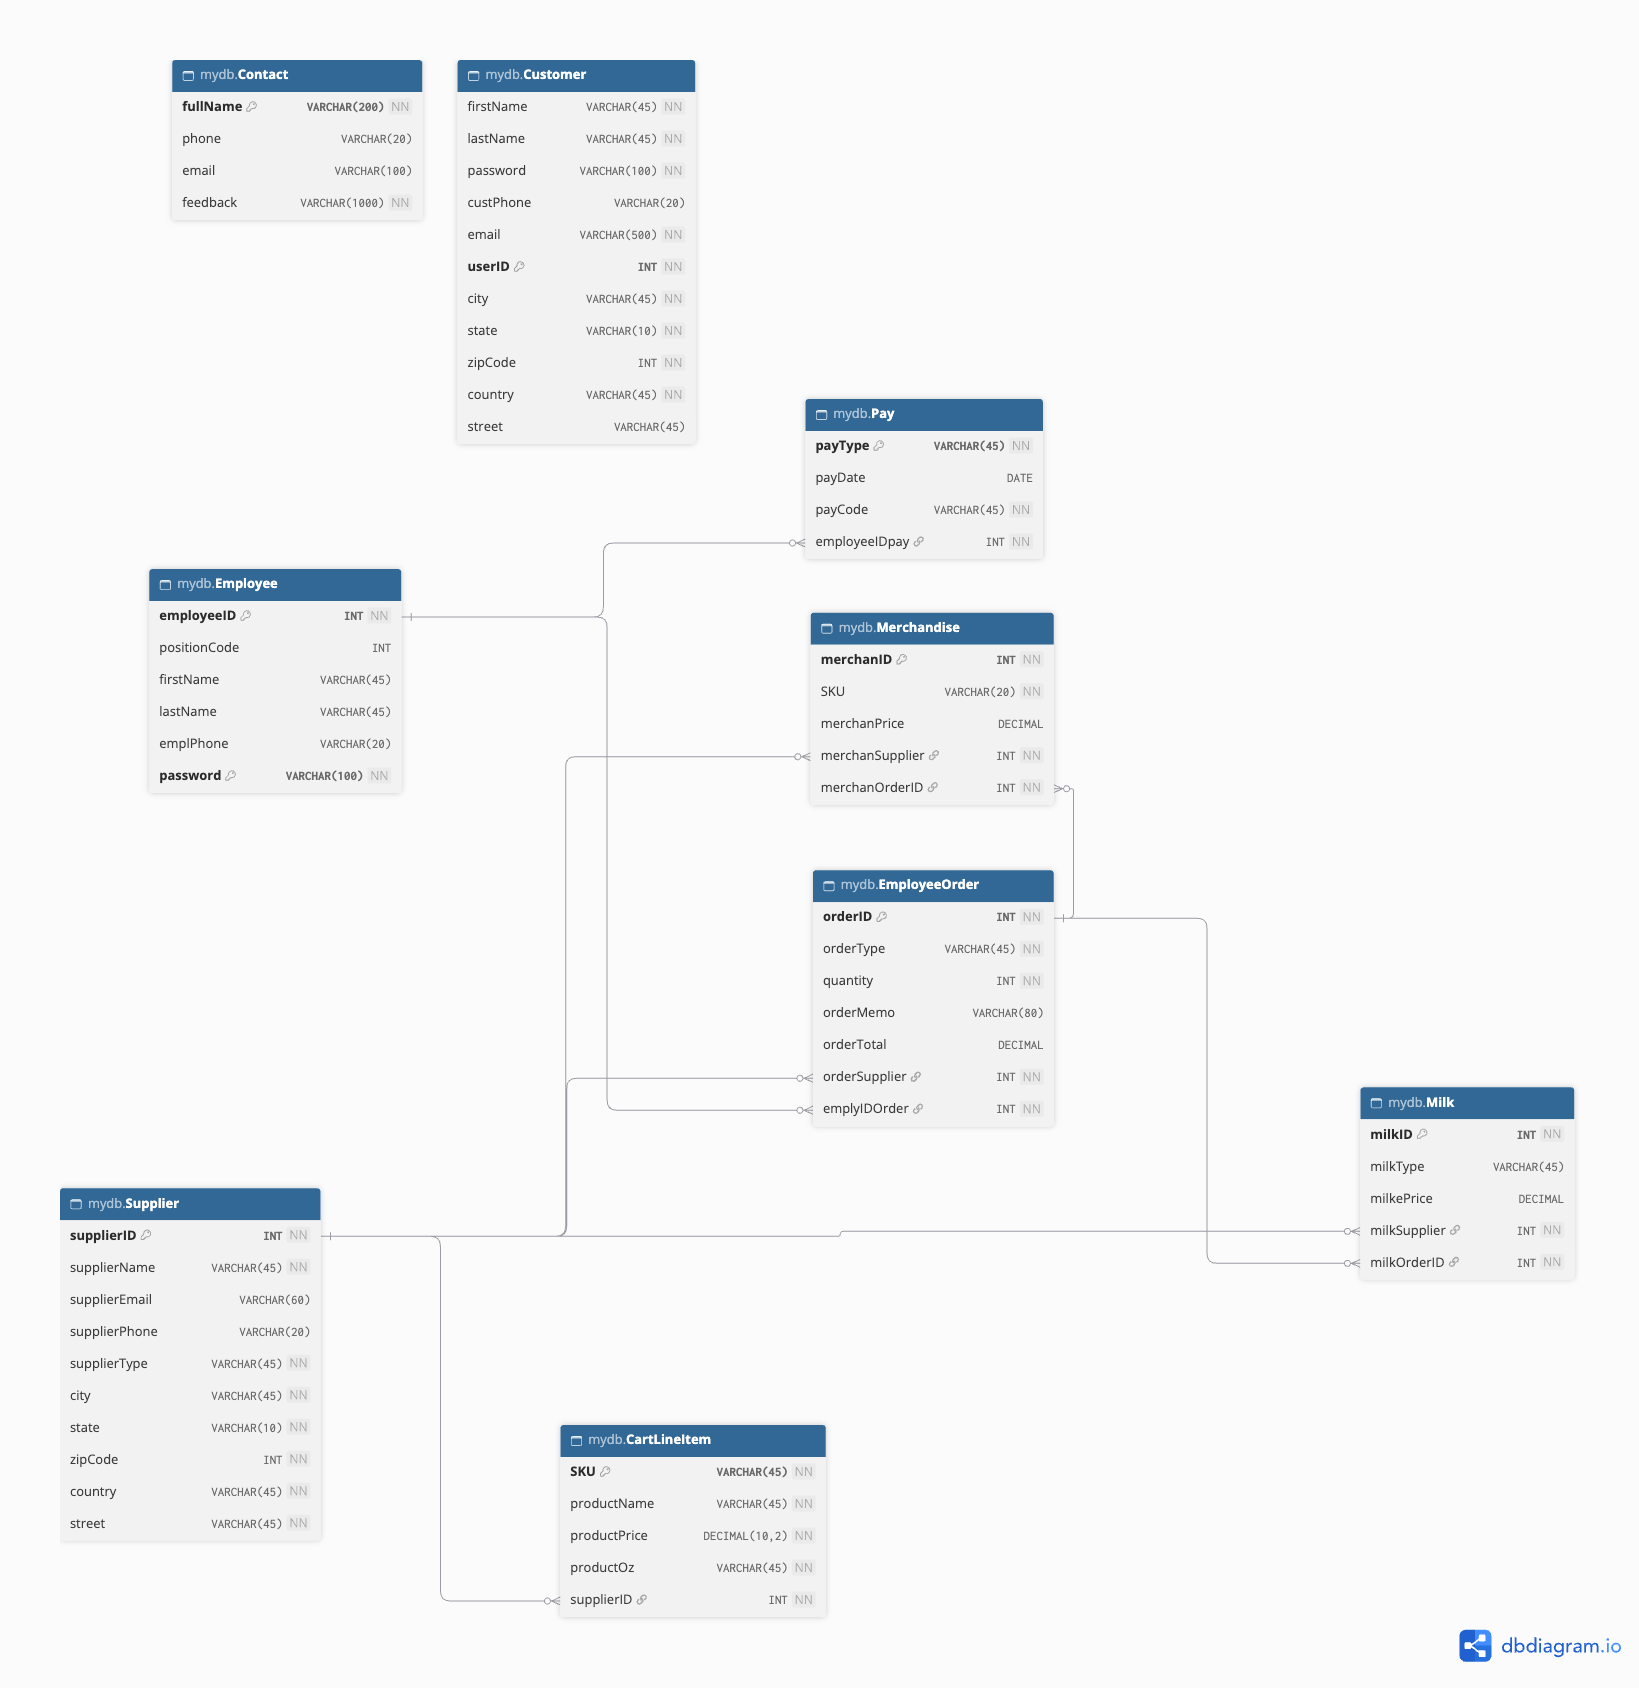 mydb.Contact
fullName VARCHAR(200) NN
phone VARCHAR(20)
email VARCHAR(100)
feedback VARCHAR(1000) NN
mydb.Customer
firstName VARCHAR(45) NN
lastName VARCHAR(45) NN
password VARCHAR(100) NN
custPhone VARCHAR(20)
email VARCHAR(500) NN
userID INT NN
city VARCHAR(45) NN
state VARCHAR(10) NN
zipCode INT NN
country VARCHAR(45) NN
street VARCHAR(45)
mydb.Pay
payType VARCHAR(45) NN
payDate DATE
payCode VARCHAR(45) NN
employeeIDpay INT NN
mydb.Employee
employeeID INT NN
positionCode INT
firstName VARCHAR(45)
lastName VARCHAR(45)
emplPhone VARCHAR(20)
password VARCHAR(100) NN
mydb.Merchandise
merchanID INT NN
SKU VARCHAR(20) NN
merchanPrice DECIMAL
merchanSupplier INT NN
merchanOrderID INT NN
mydb.EmployeeOrder
orderID INT NN
orderType VARCHAR(45) NN
quantity INT NN
orderMemo VARCHAR(80)
orderTotal DECIMAL
orderSupplier INT NN
emplyIDOrder INT NN
mydb.Milk
milkID INT NN
milkType VARCHAR(45)
milkePrice DECIMAL
milkSupplier INT NN
milkOrderID INT NN
mydb.Supplier
supplierID INT NN
supplierName VARCHAR(45) NN
supplierEmail VARCHAR(60)
supplierPhone VARCHAR(20)
supplierType VARCHAR(45) NN
city VARCHAR(45) NN
state VARCHAR(10) NN
zipCode INT NN
country VARCHAR(45) NN
street VARCHAR(45) NN
mydb.CartLineItem
SKU VARCHAR(45) NN
productName VARCHAR(45) NN
productPrice DECIMAL(10,2) NN
productOz VARCHAR(45) NN
supplierID INT NN
dbdiagram.io